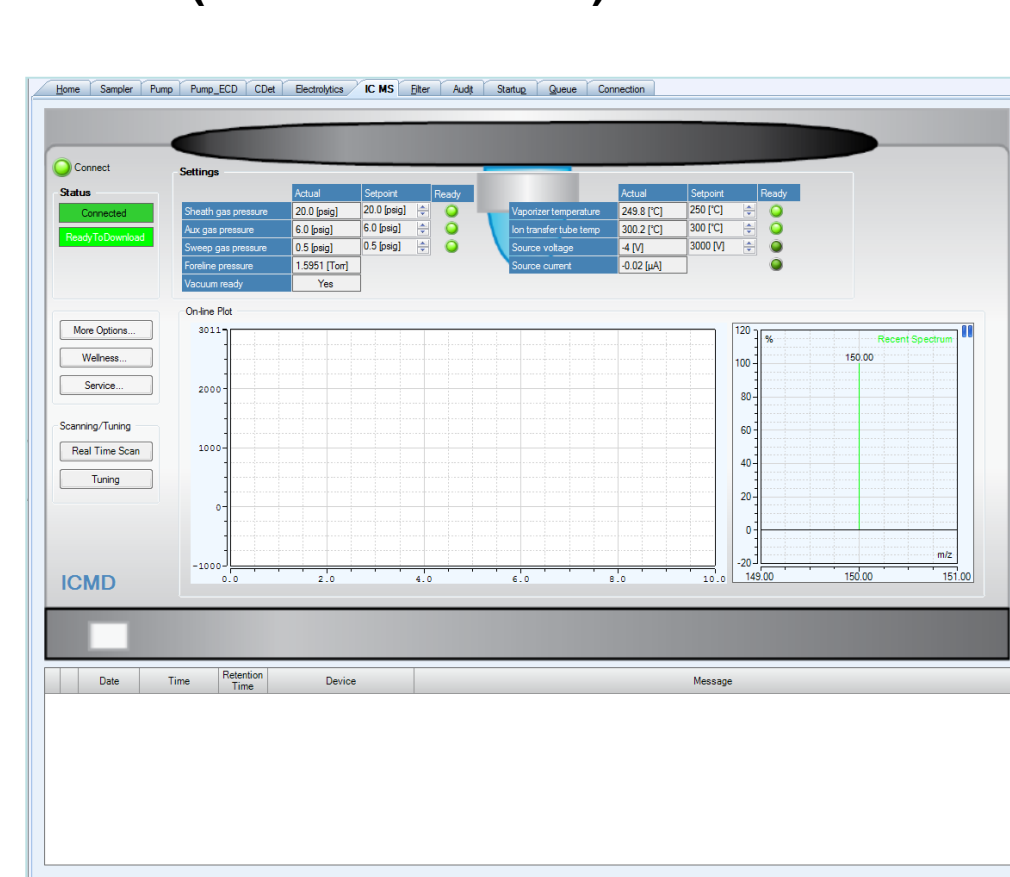 Home Sampler Pump Pump_ECD CDet Electrolytics IC MS Filter Audit Startup Queue Connection
Connect
Status
Connected
ReadyToDownload
Settings
Actual Setpoint Ready
Sheath gas pressure 20.0 [psig] 20.0 [psig]
Aux gas pressure 6.0 [psig] 6.0 [psig]
Sweep gas pressure 0.5 [psig] 0.5 [psig]
Foreline pressure 1.5951 [Torr]
Vacuum ready Yes
Actual Setpoint Ready
Vaporizer temperature 249.8 [°C] 250 [°C]
Ion transfer tube temp 300.2 [°C] 300 [°C]
Source voltage -4 [V] 3000 [V]
Source current -0.02 [µA]
More Options...
Wellness...
Service...
Scanning/Tuning
Real Time Scan
Tuning
ICMD
On-line Plot
3011
2000
1000
0
-1000
0.0 2.0 4.0 6.0 8.0 10.0
120
100
80
60
40
20
0
-20
%
Recent Spectrum
150.00
m/z
149.00 150.00 151.00
Date Time Retention Time Device Message